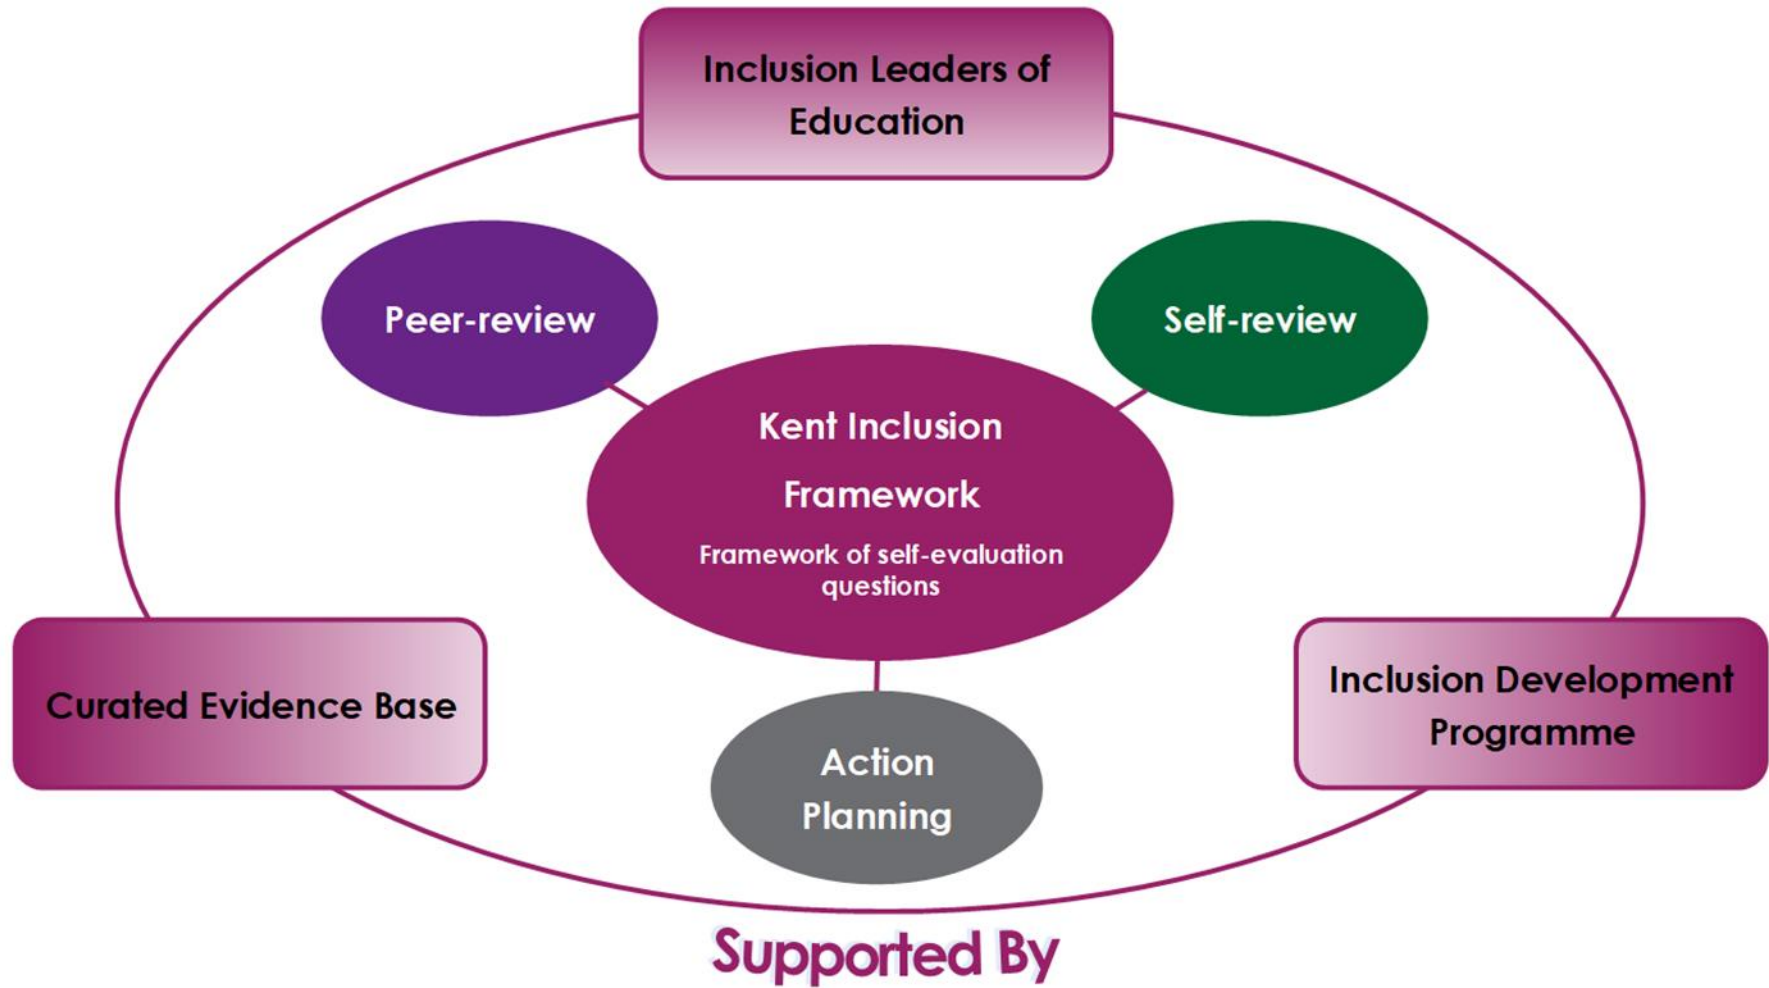 Inclusion Leaders of
Education
Peer-review
Self-review
Kent Inclusion
Framework
Framework of self-evaluation
questions
Curated Evidence Base
Inclusion Development
Programme
Action
Planning
Supported By